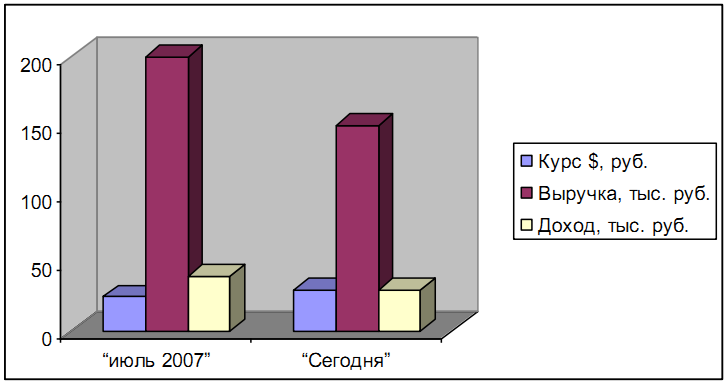 200
150
100
50
0
“июль 2007”
“Сегодня”
Курс $, руб.
Выручка, тыс. руб.
Доход, тыс. руб.